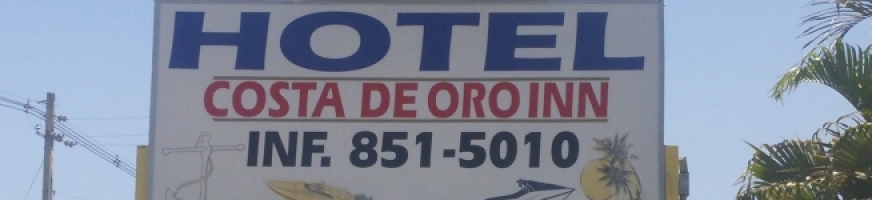 HOTEL
COSTA DE ORO INN
INF. 851-5010